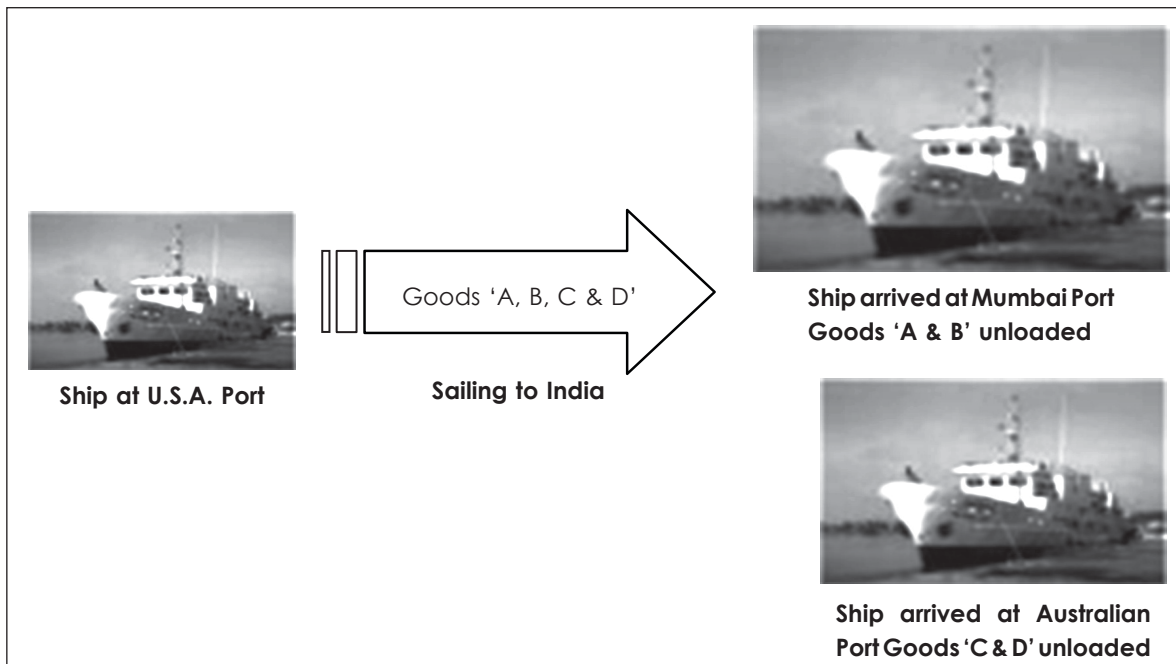 Goods ‘A, B, C & D’
Ship at U.S.A. Port
Sailing to India
Ship arrived at Mumbai Port
Goods ‘A & B’ unloaded
Ship arrived at Australian
Port Goods ‘C & D’ unloaded